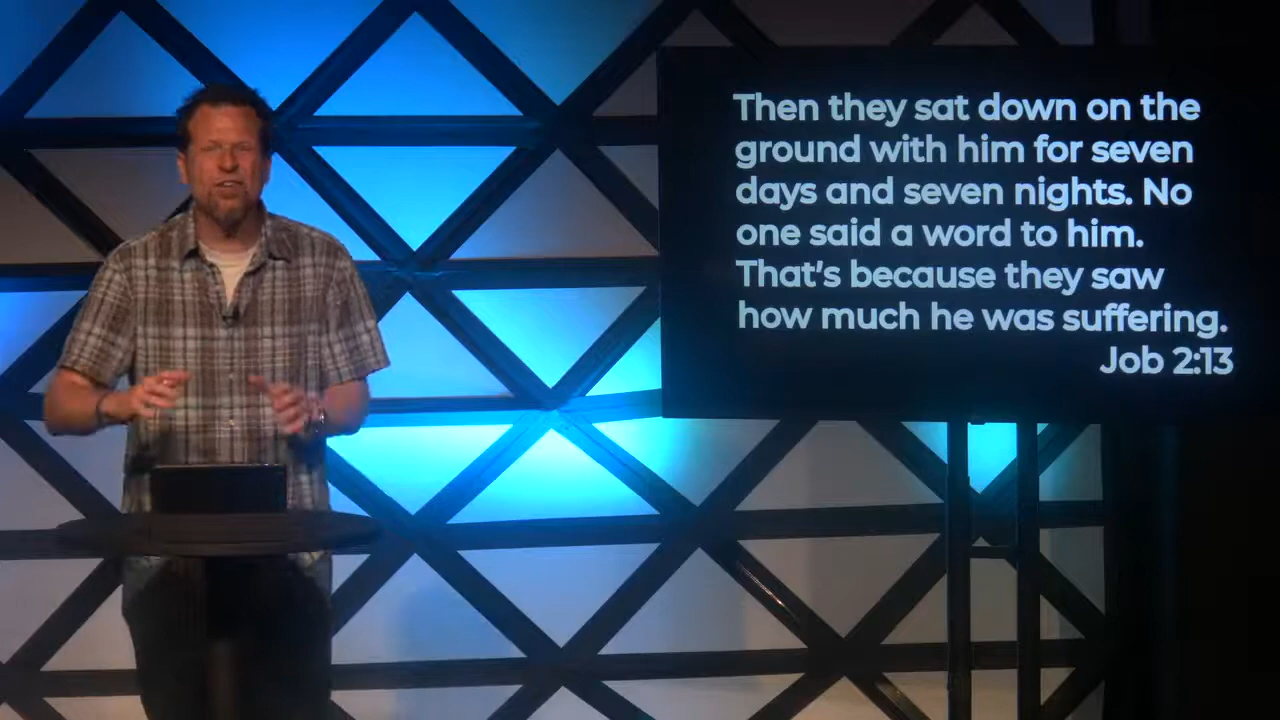 Then they sat down on the
ground with him for seven
days and seven nights. No
one said a word to him.
That's because they saw
how much he was suffering.
Job 2:13